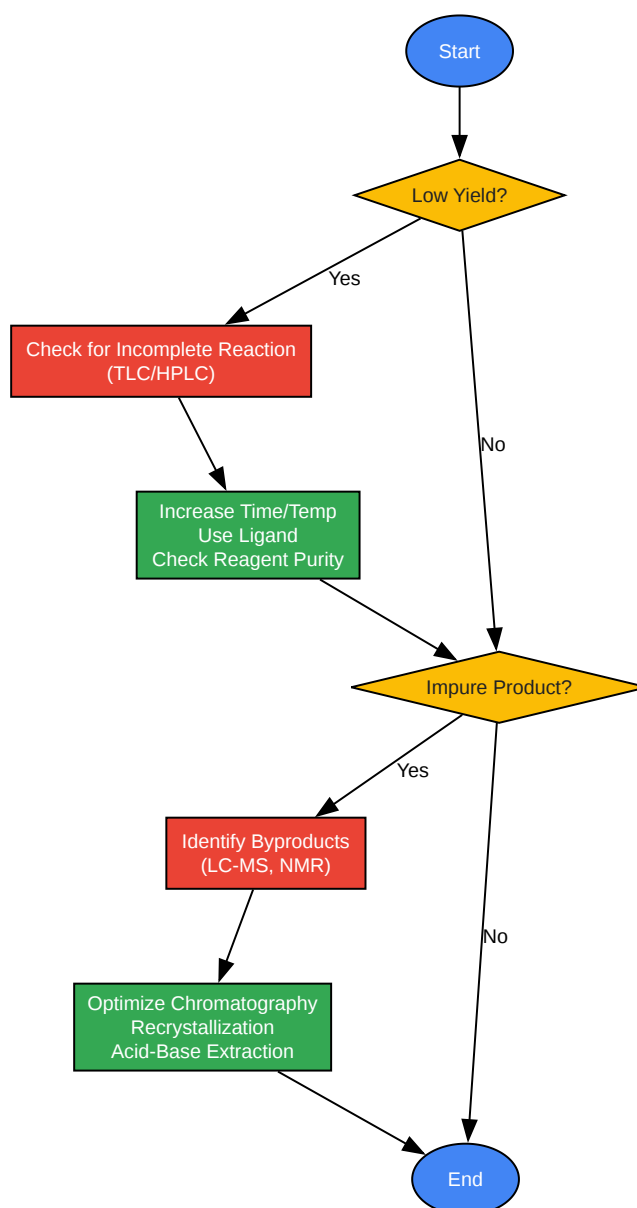 Start
Low Yield?
Yes
Check for Incomplete Reaction
(TLC/HPLC)
No
Increase Time/Temp
Use Ligand
Check Reagent Purity
Impure Product?
Yes
Identify Byproducts
(LC-MS, NMR)
No
Optimize Chromatography
Recrystallization
Acid-Base Extraction
End